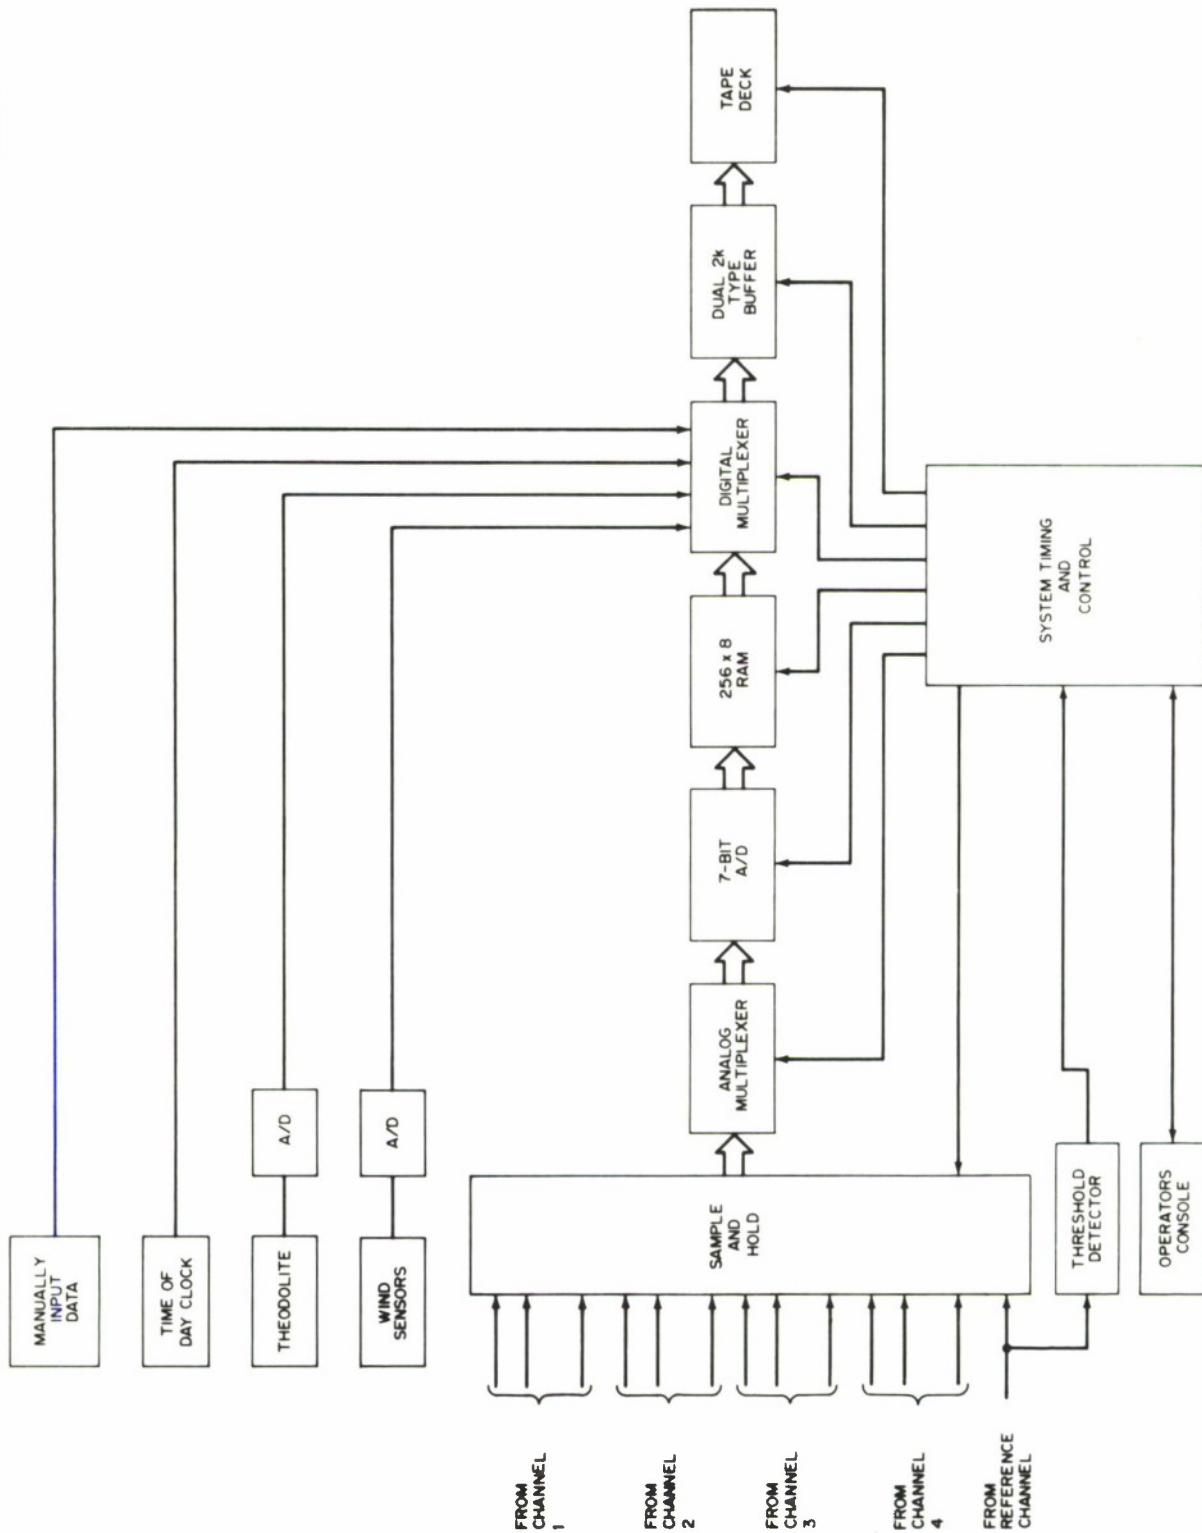 MANUALLY
INPUT
DATA
TIME OF
DAY CLOCK
THEODOLITE
A/D
WIND
SENSORS
A/D
FROM
CHANNEL
1
FROM
CHANNEL
2
FROM
CHANNEL
3
FROM
CHANNEL
4
FROM
REFERENCE
CHANNEL
SAMPLE
AND
HOLD
ANALOG
MULTIPLEXER
7-BIT
A/D
256 x 8
RAM
DIGITAL
MULTIPLEXER
DUAL 2k
TYPE
BUFFER
TAPE
DECK
THRESHOLD
DETECTOR
OPERATORS
CONSOLE
SYSTEM TIMING
AND
CONTROL